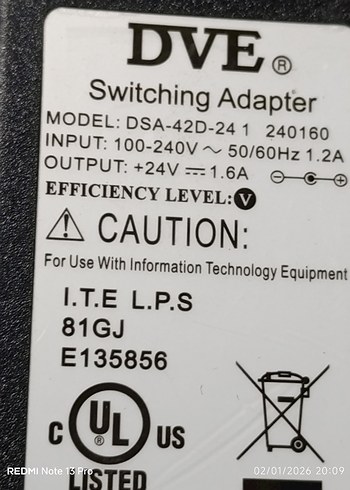 DVE®
Switching Adapter
MODEL: DSA-42D-24 1 240160
INPUT: 100-240V ~ 50/60Hz 1.2A
OUTPUT: +24V ⎓ 1.6A
EFFICIENCY LEVEL: V
CAUTION:
For Use With Information Technology Equipment
I.T.E L.P.S
81GJ
E135856
C UL® US
LISTED
REDMI Note 13 Pro
02/01/2026 20:09